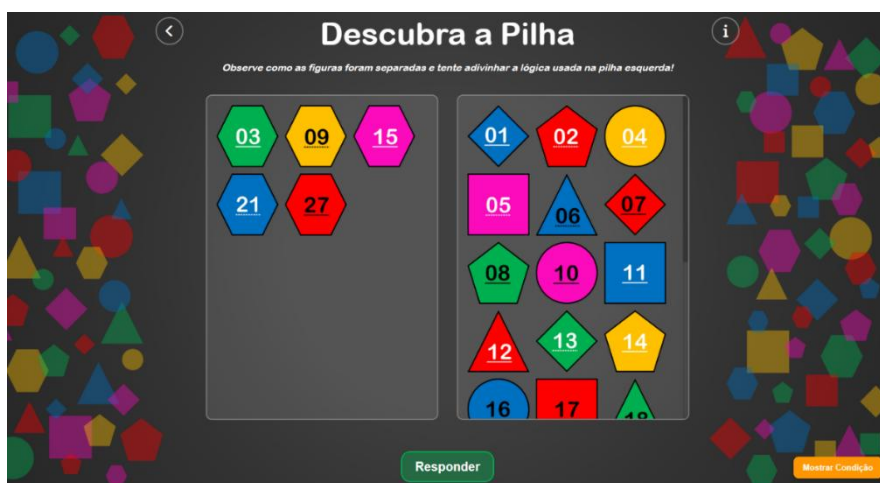 Descubra a Pilha
i
Observe como as figuras foram separadas e tente adivinhar a lógica usada na pilha esquerda!
03 09 15
21 27
01 02 04
05 06 07
08 10 11
12 13 14
16 17 18
Responder
Mostrar Condição